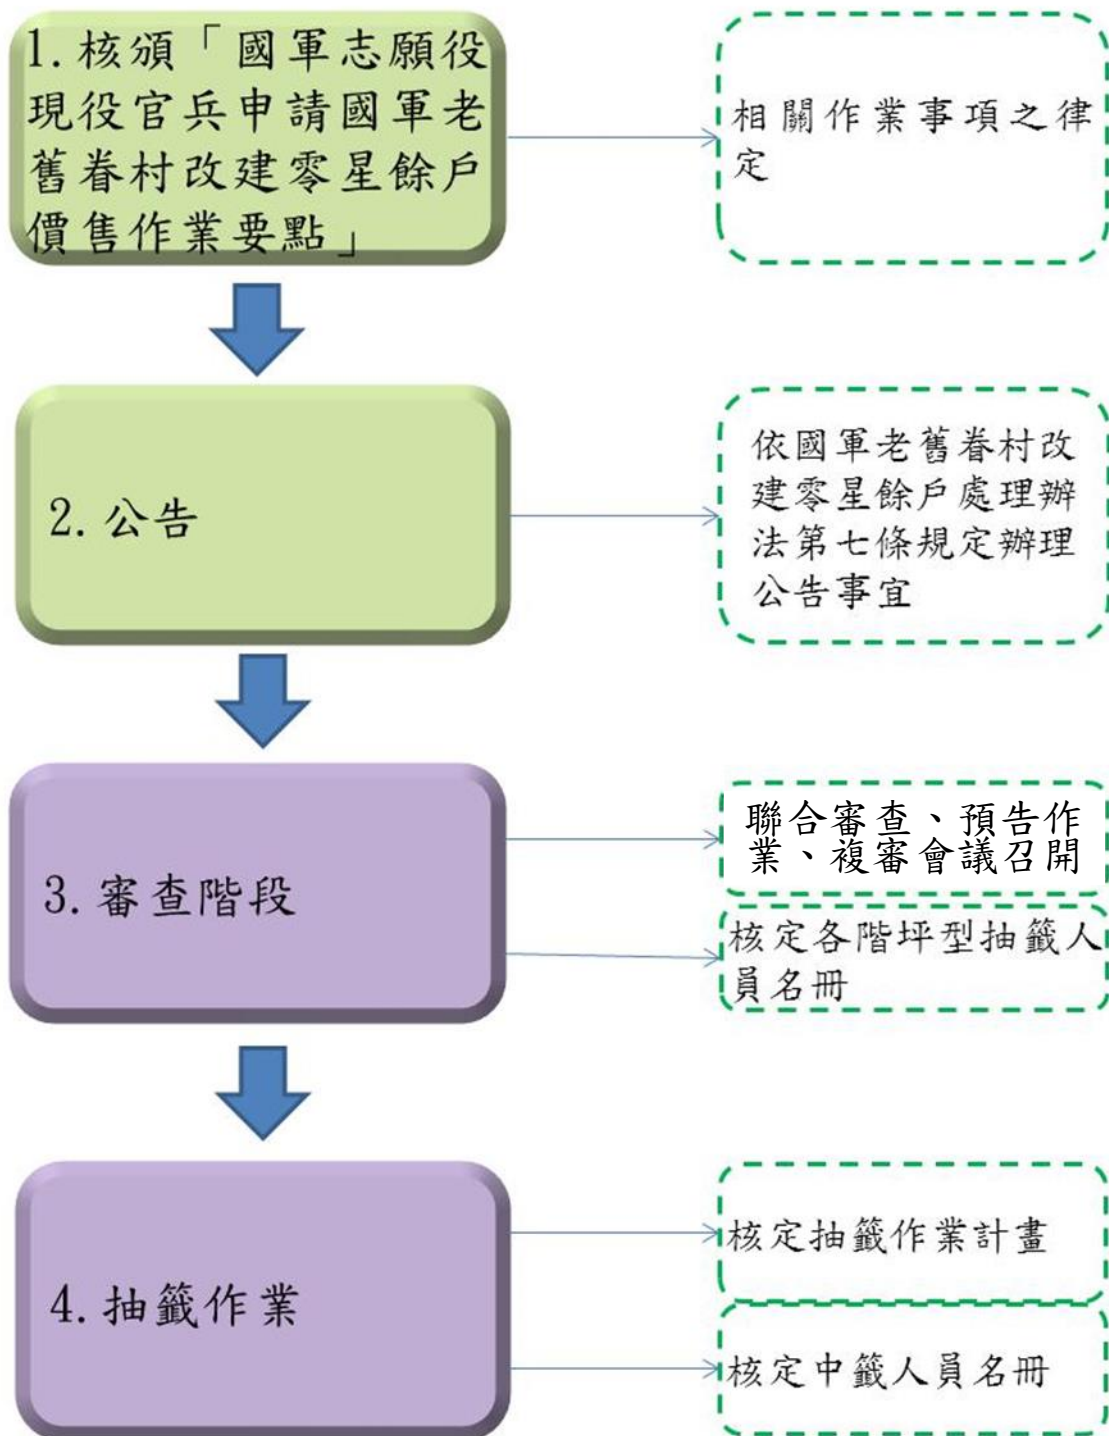 1.核頒「國軍志願役
現役官兵申請國軍老
舊眷村改建零星餘戶
價售作業要點」
相關作業事項之律
定
2.公告
依國軍老舊眷村改
建零星餘戶處理辦
法第七條規定辦理
公告事宜
3.審查階段
聯合審查、預告作
業、複審會議召開
核定各階坪型抽籤人
員名冊
4.抽籤作業
核定抽籤作業計畫
核定中籤人員名冊